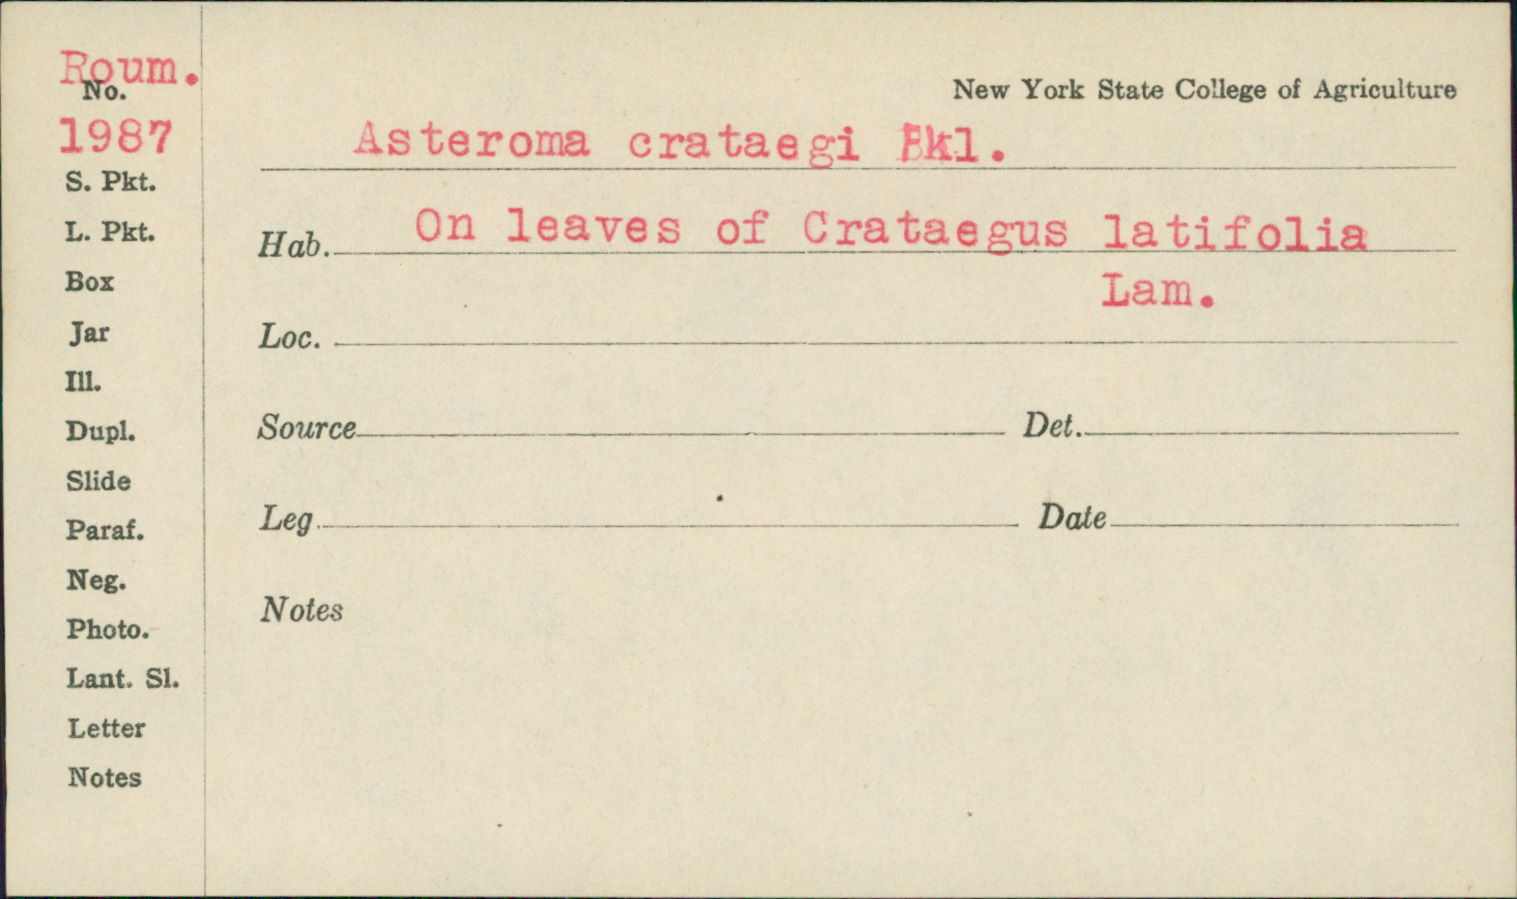 Roum.
No.
1987
S. Pkt.
L. Pkt.
Box
Jar
Ill.
Dupl.
Slide
Paraf.
Neg.
Photo.
Lant. Sl.
Letter
Notes
New York State College of Agriculture
Asteroma crataegi Bkl.
Hab. On leaves of Crataegus latifolia
Lam.
Loc.
Source Det.
Leg. Date
Notes